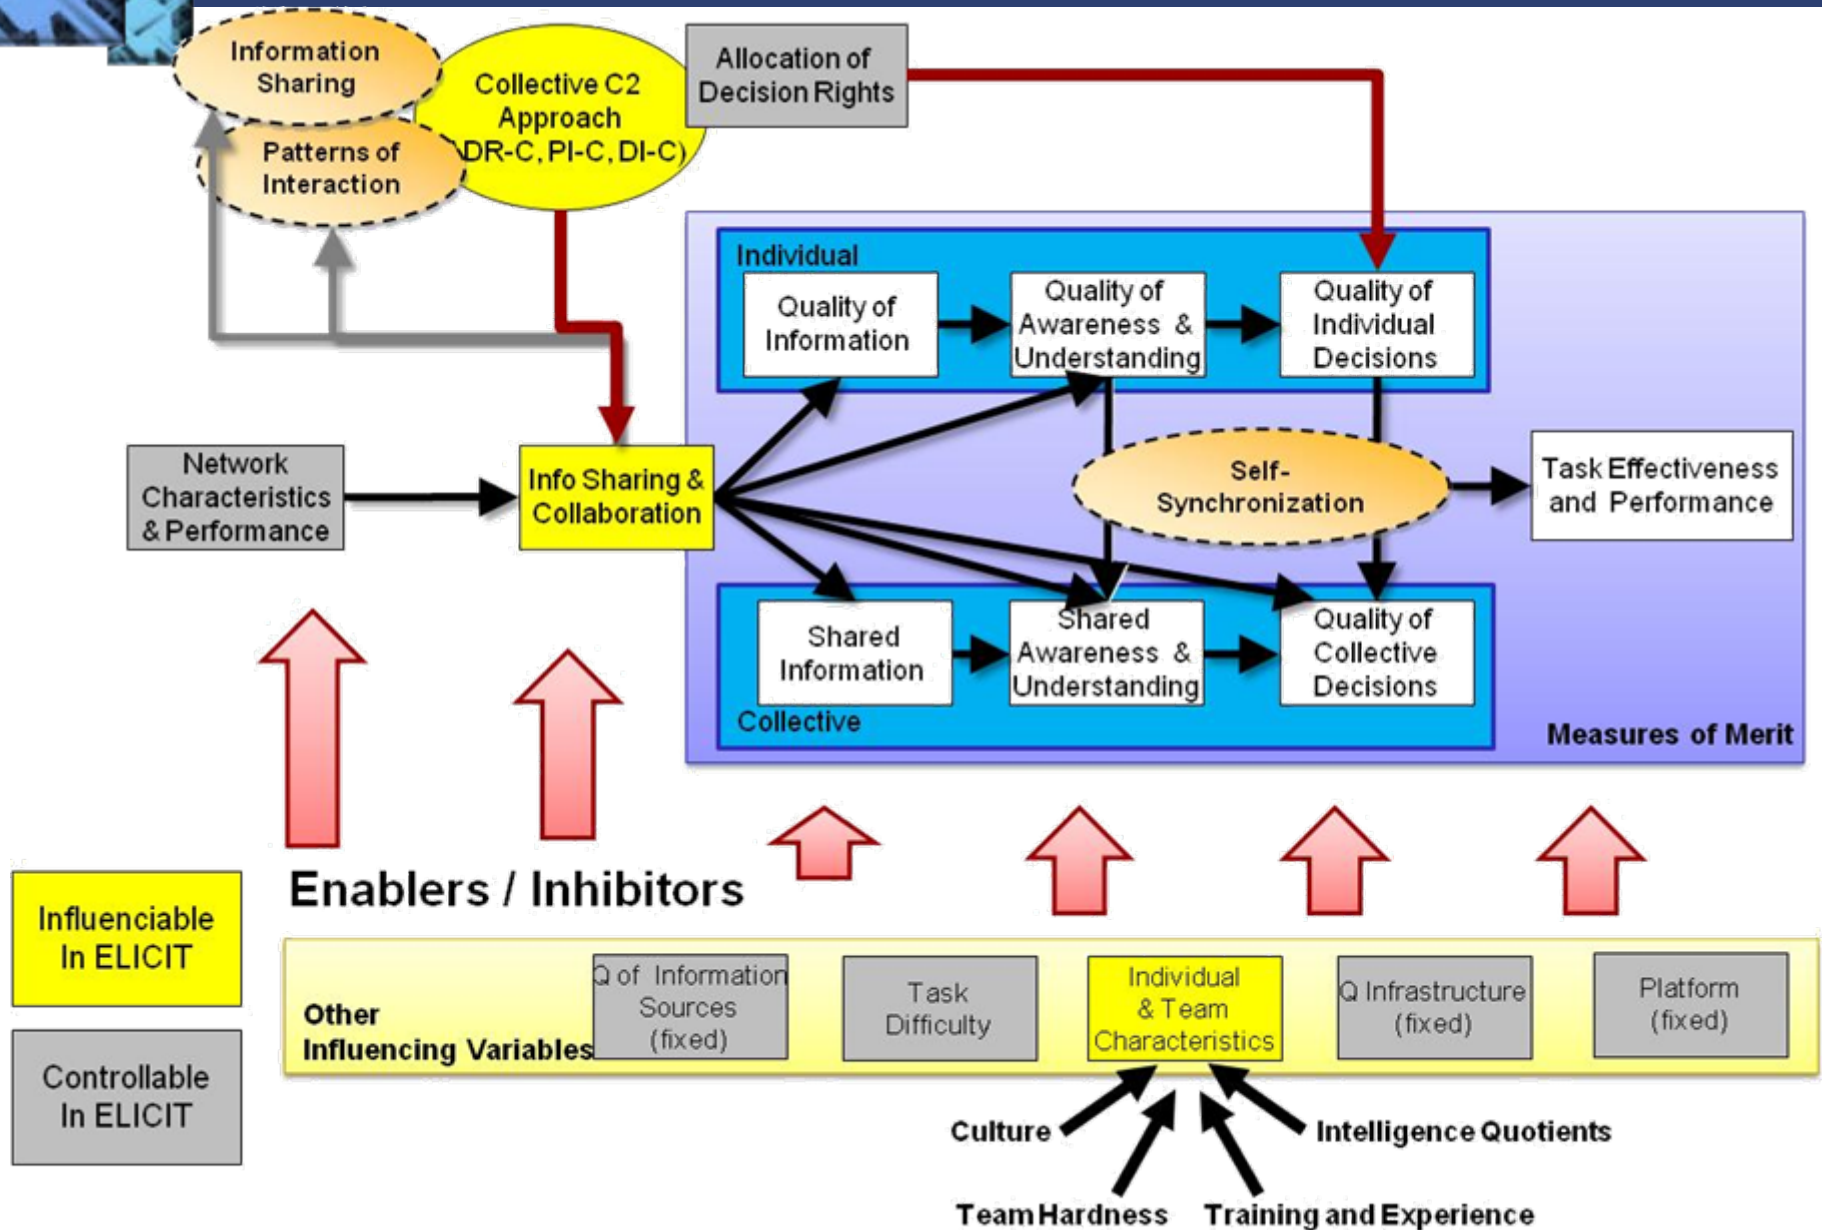 Information
Sharing
Patterns of
Interaction
Collective C2
Approach
DR-C, PI-C, DI-C)
Allocation of
Decision Rights
Individual
Quality of
Information
Quality of
Awareness &
Understanding
Quality of
Individual
Decisions
Network
Characteristics
& Performance
Info Sharing &
Collaboration
Self-
Synchronization
Task Effectiveness
and Performance
Shared
Information
Shared
Awareness &
Understanding
Quality of
Collective
Decisions
Collective
Measures of Merit
Enablers / Inhibitors
Influenciable
In ELICIT
Controllable
In ELICIT
Other
Influencing Variables
Q of Information
Sources
(fixed)
Task
Difficulty
Individual
& Team
Characteristics
Q Infrastructure
(fixed)
Platform
(fixed)
Culture
Intelligence Quotients
Team Hardness
Training and Experience